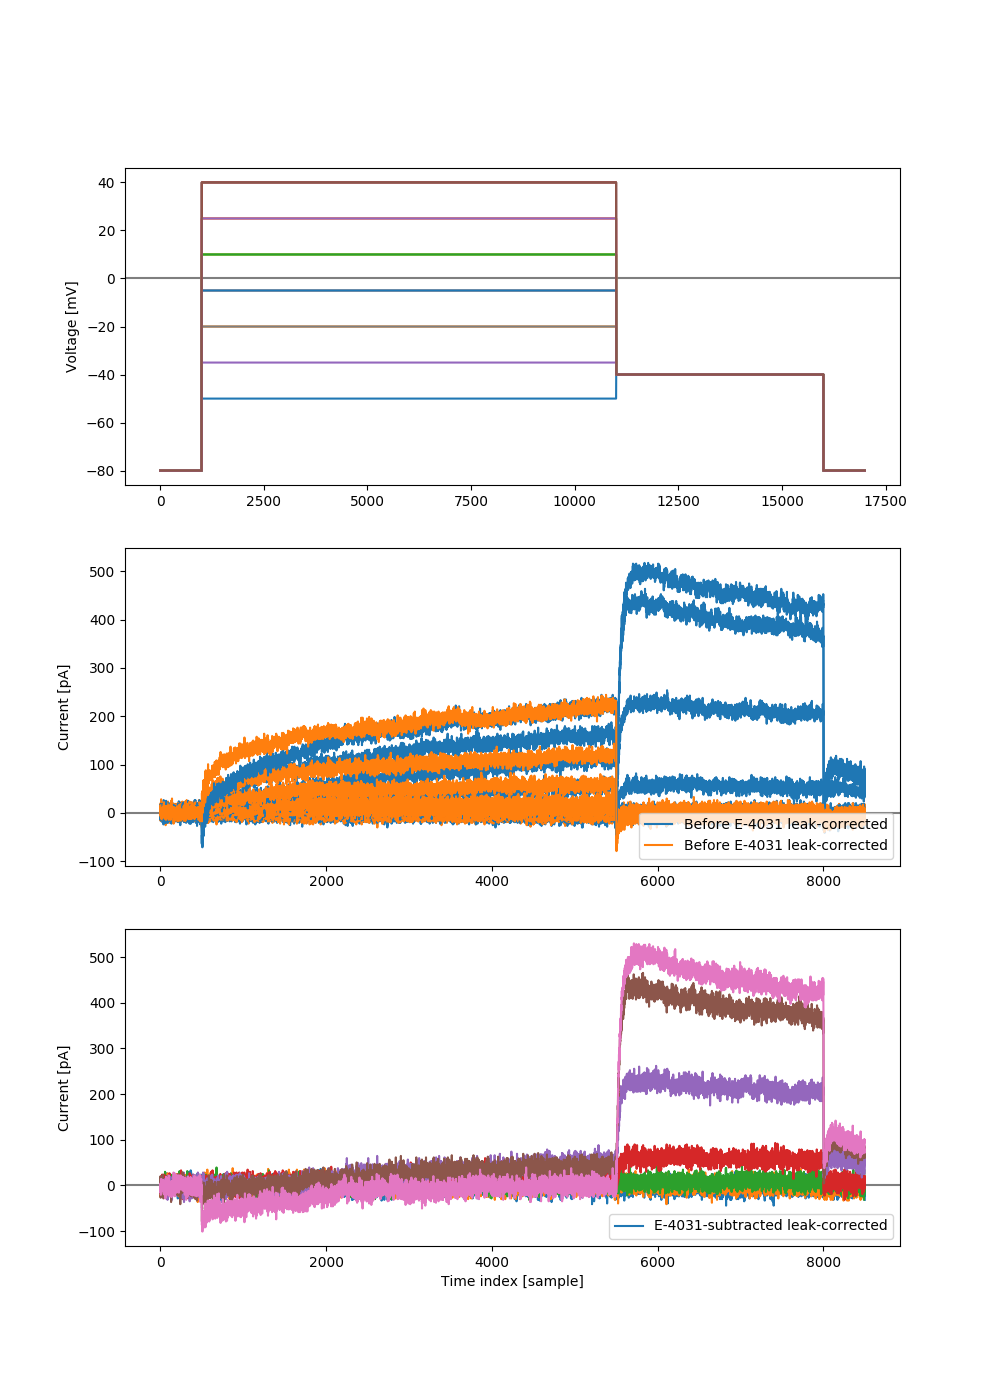 40
20
0
−20
−40
−60
−80
Voltage [mV]
0 2500 5000 7500 10000 12500 15000 17500
500
400
300
200
100
0
−100
Current [pA]
Before E-4031 leak-corrected
Before E-4031 leak-corrected
0 2000 4000 6000 8000
500
400
300
200
100
0
−100
Current [pA]
E-4031-subtracted leak-corrected
0 2000 4000 6000 8000
Time index [sample]